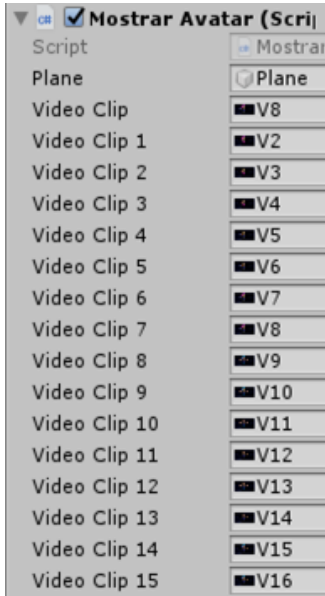 Mostrar Avatar (Scri
Script Mostrar
Plane Plane
Video Clip V8
Video Clip 1 V2
Video Clip 2 V3
Video Clip 3 V4
Video Clip 4 V5
Video Clip 5 V6
Video Clip 6 V7
Video Clip 7 V8
Video Clip 8 V9
Video Clip 9 V10
Video Clip 10 V11
Video Clip 11 V12
Video Clip 12 V13
Video Clip 13 V14
Video Clip 14 V15
Video Clip 15 V16